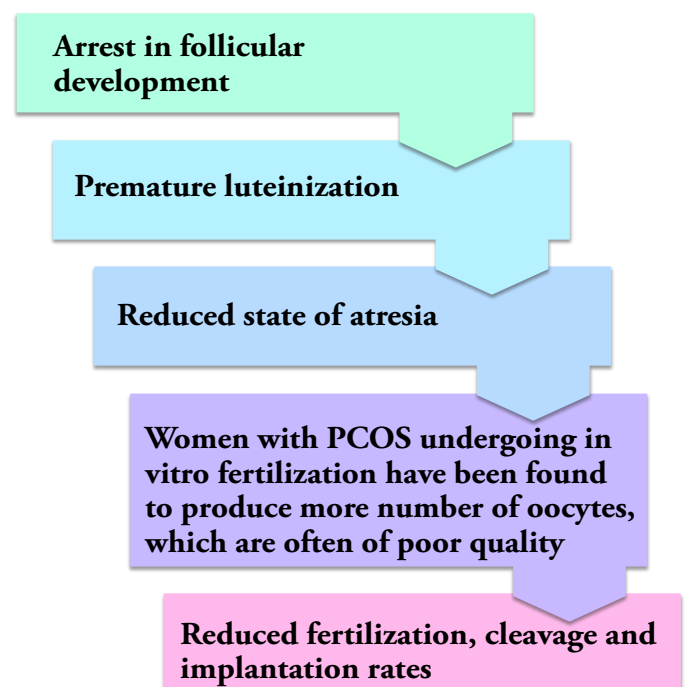 Arrest in follicular
development
Premature luteinization
Reduced state of atresia
Women with PCOS undergoing in
vitro fertilization have been found
to produce more number of oocytes,
which are often of poor quality
Reduced fertilization, cleavage and
implantation rates